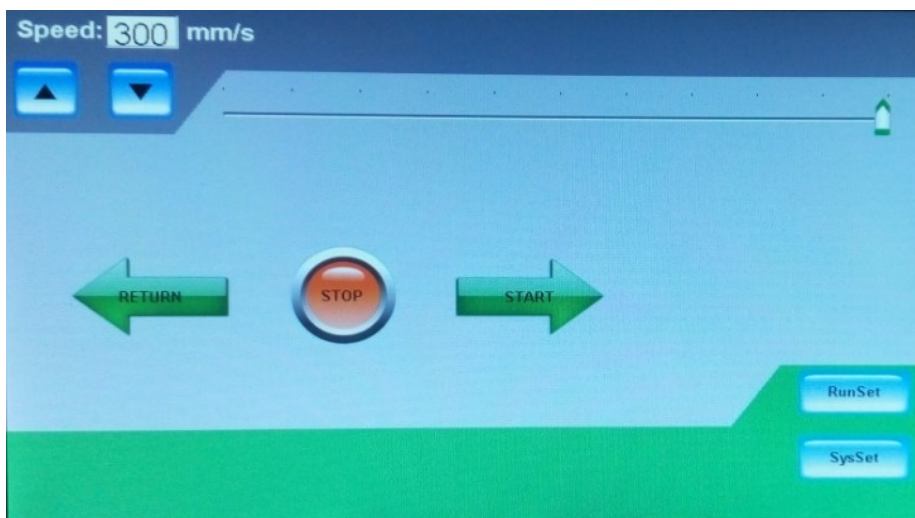 Speed: 300 mm/s
RETURN
STOP
START
RunSet
SysSet